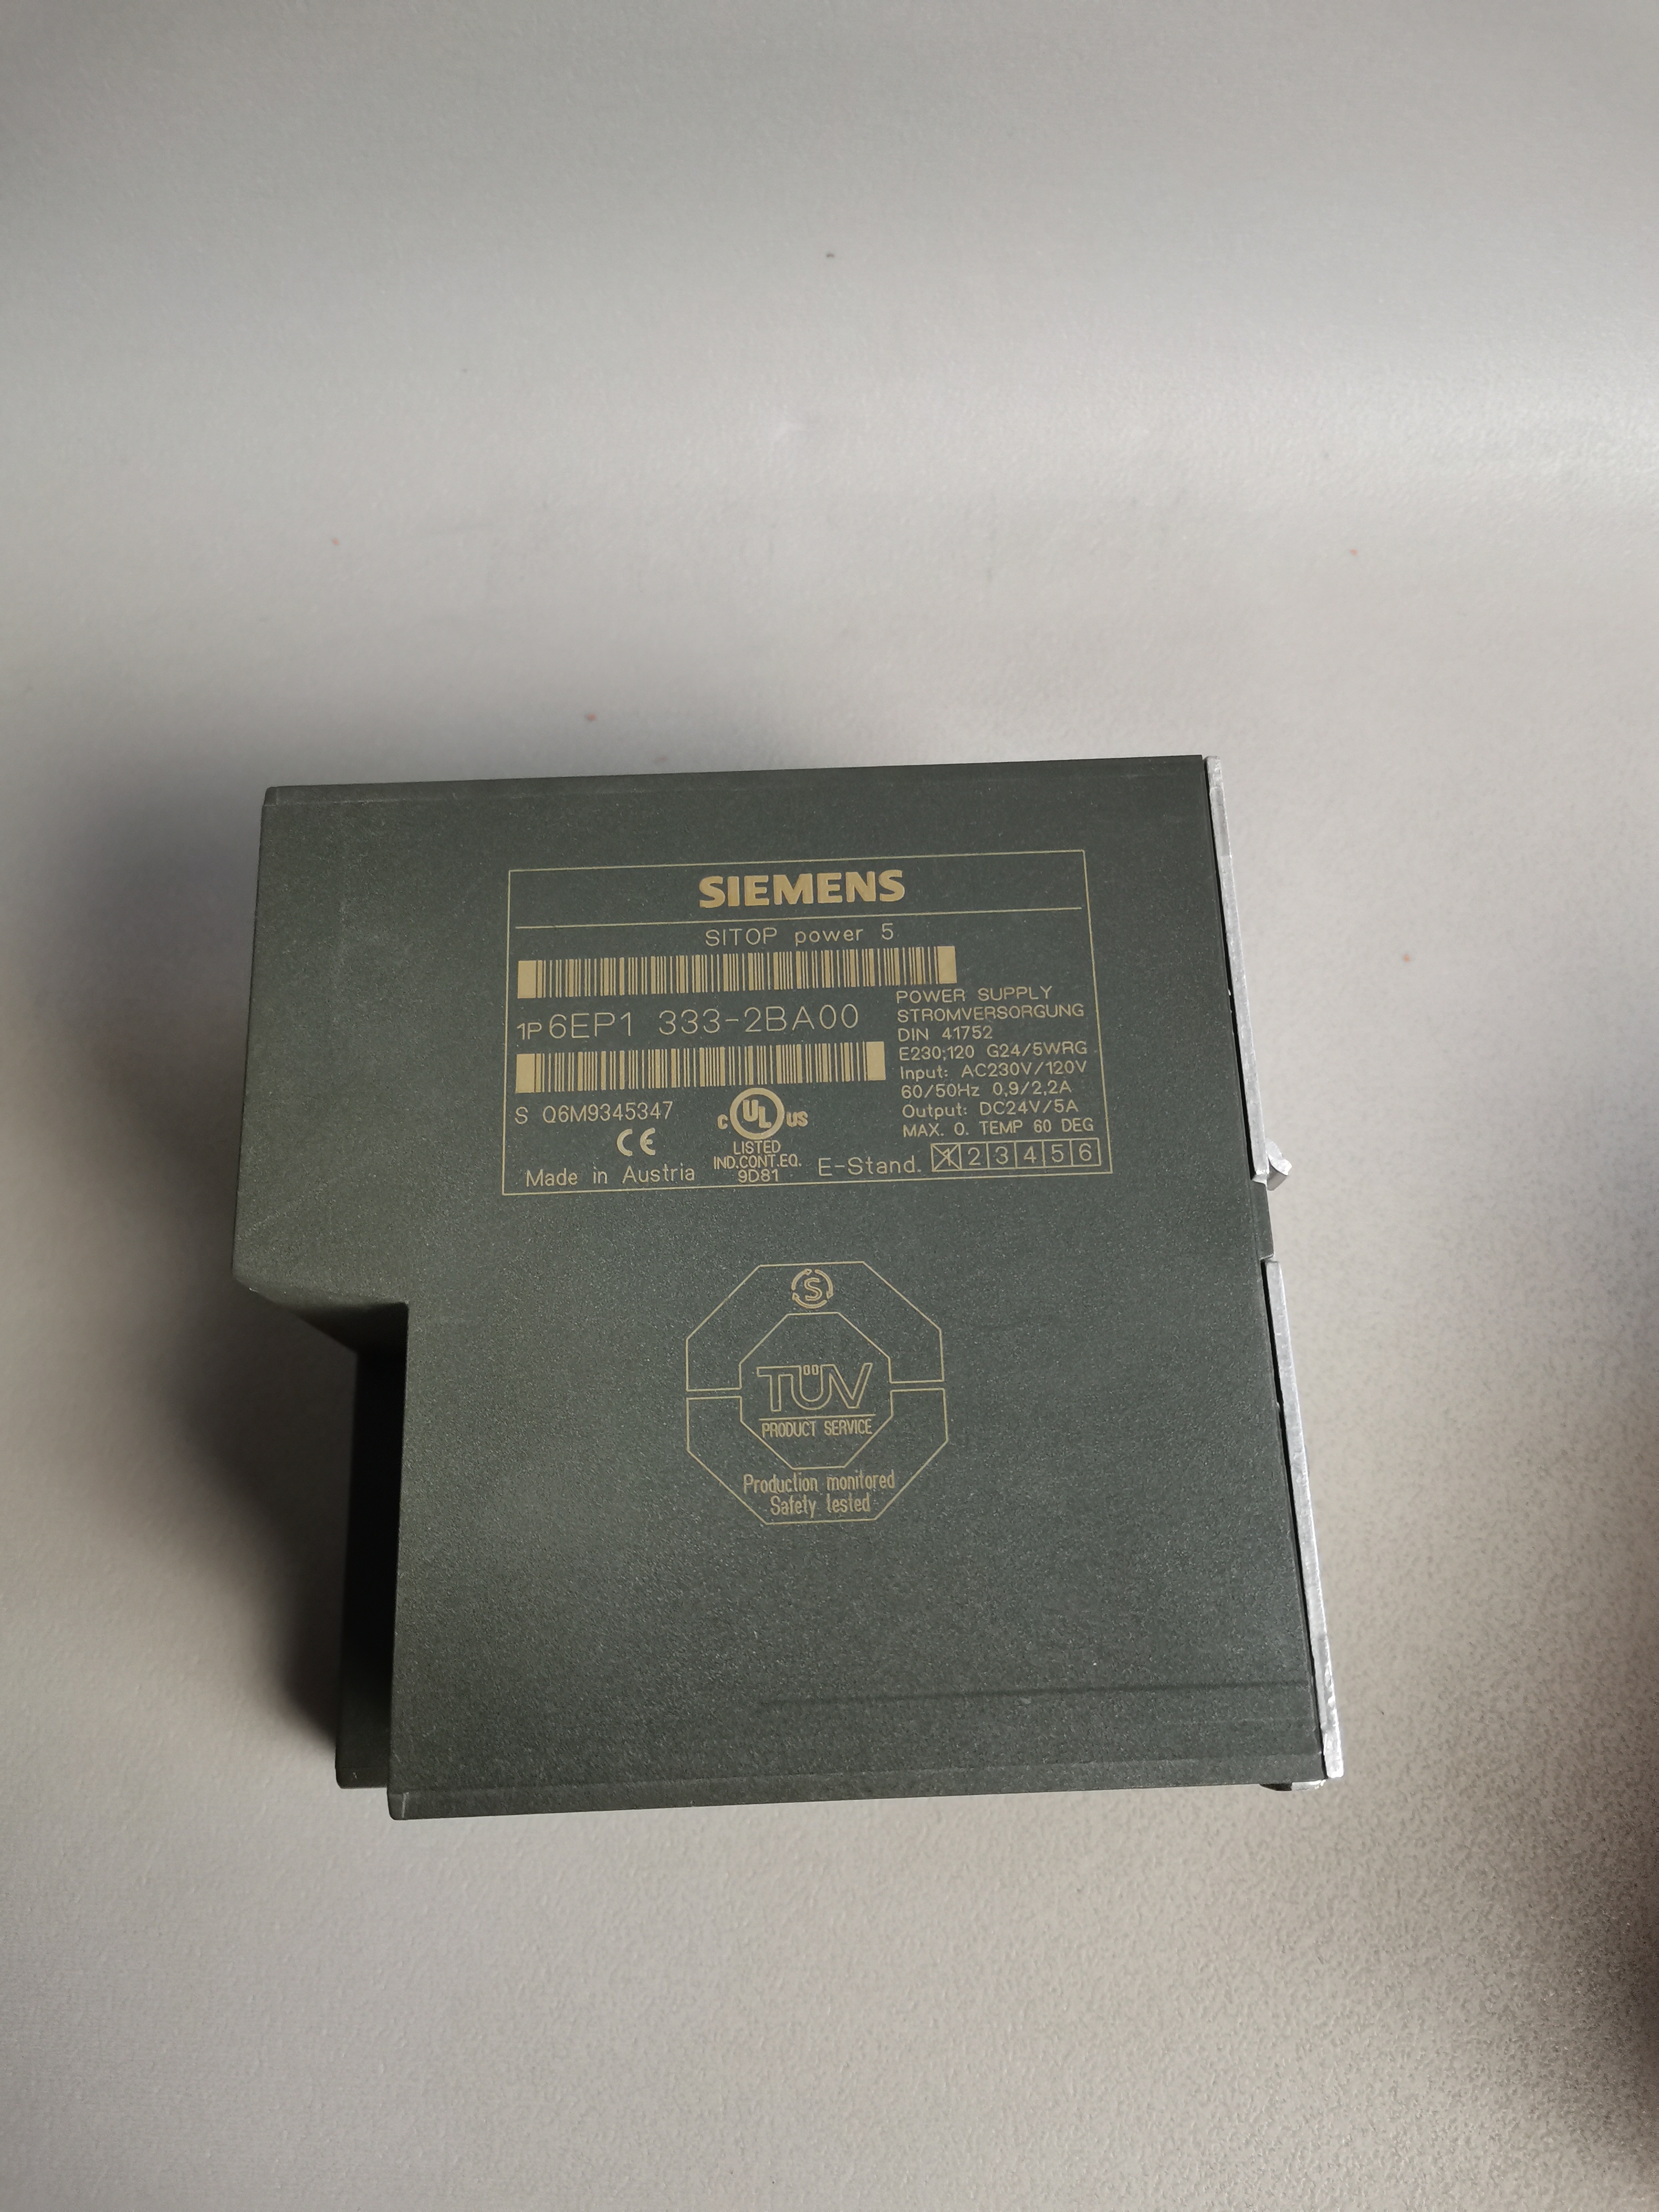 SIEMENS
SITOP power 5
1P 6EP1 333-2BA00
S Q6M9345347
CE
Made in Austria
C UL US
LISTED
IND.CONT.EQ.
9D81
POWER SUPPLY
STROMVERSORGUNG
DIN 41752
E230;120 G24/5WRG
Input: AC230V/120V
60/50Hz 0,9/2,2A
Output: DC24V/5A
MAX. O. TEMP 60 DEG
E-Stand. 1 2 3 4 5 6
S
TÜV
PRODUCT SERVICE
Production monitored
Safety tested